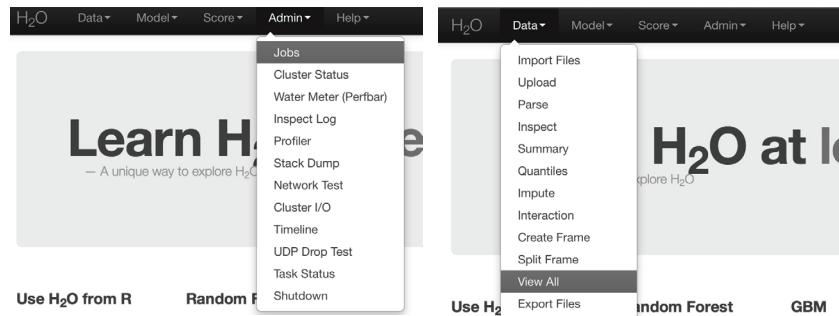 H2O Data Model Score Admin Help
Jobs
Cluster Status
Water Meter (Perfbar)
Inspect Log
Profiler
Stack Dump
Network Test
Cluster I/O
Timeline
UDP Drop Test
Task Status
Shutdown
Learn H
— A unique way to explore H2O
Use H2O from R Random F
H2O Data Model Score Admin Help
Import Files
Upload
Parse
Inspect
Summary
Quantiles
Impute
Interaction
Create Frame
Split Frame
View All
Export Files
H2O at l
xplore H2O
Use H2 andom Forest GBM